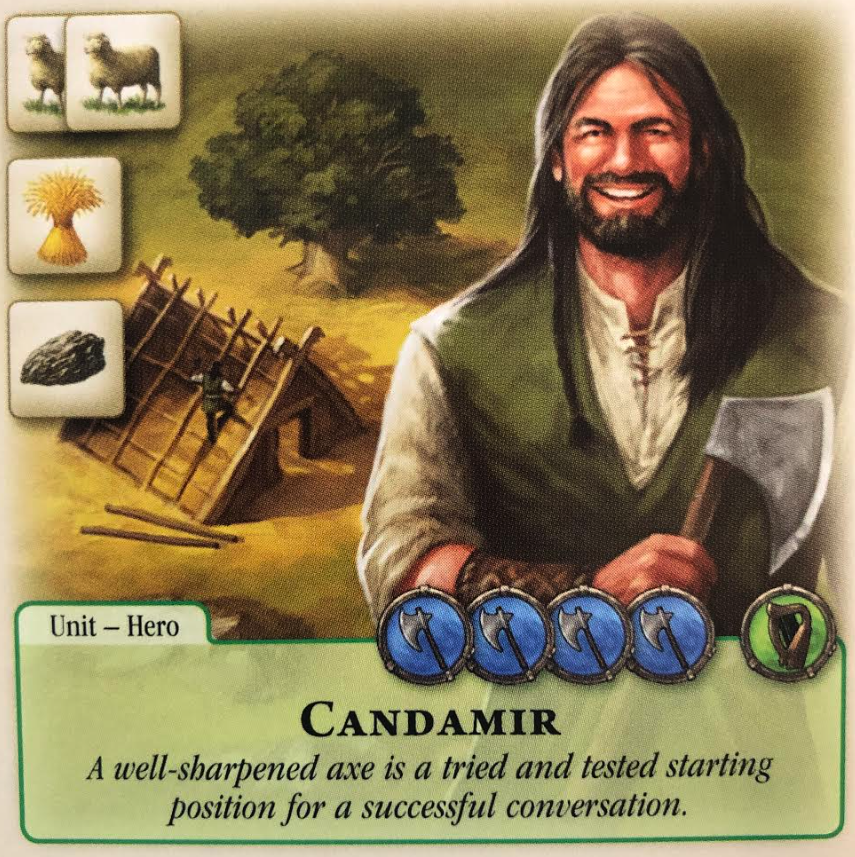 Unit – Hero
CANDAMIR
A well-sharpened axe is a tried and tested starting
position for a successful conversation.